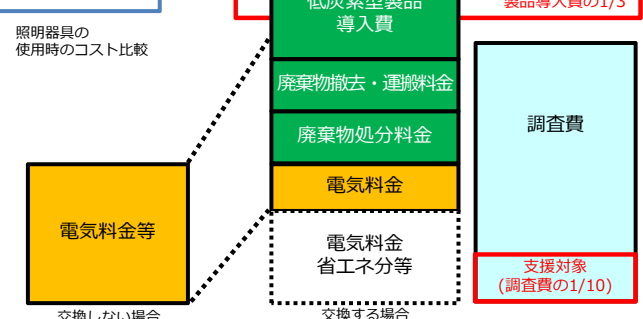 低炭素型製品
導入費
製品導入費の1/3
照明器具の
使用時のコスト比較
廃棄物撤去・運搬料金
廃棄物処分料金
調査費
電気料金
電気料金等
電気料金
省エネ分等
支援対象
(調査費の1/10)
交換しない場合
交換する場合